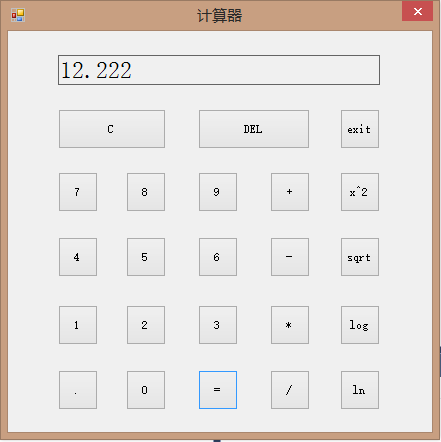 计算器
12.222
C DEL exit
7 8 9 + x^2
4 5 6 - sqrt
1 2 3 * log
. 0 = / ln